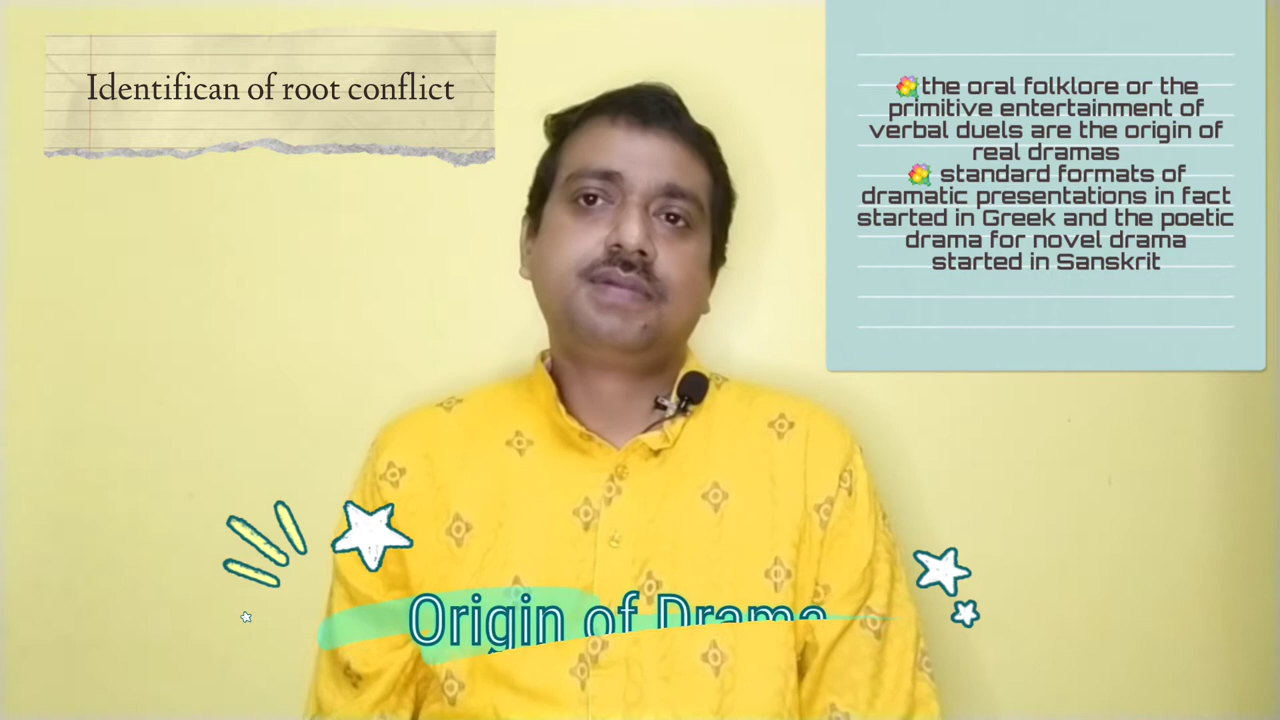 Identifican of root conflict
the oral folklore or the
primitive entertainment of
verbal duels are the origin of
real dramas
standard formats of
dramatic presentations in fact
started in Greek and the poetic
drama for novel drama
started in Sanskrit
Origin of Drama